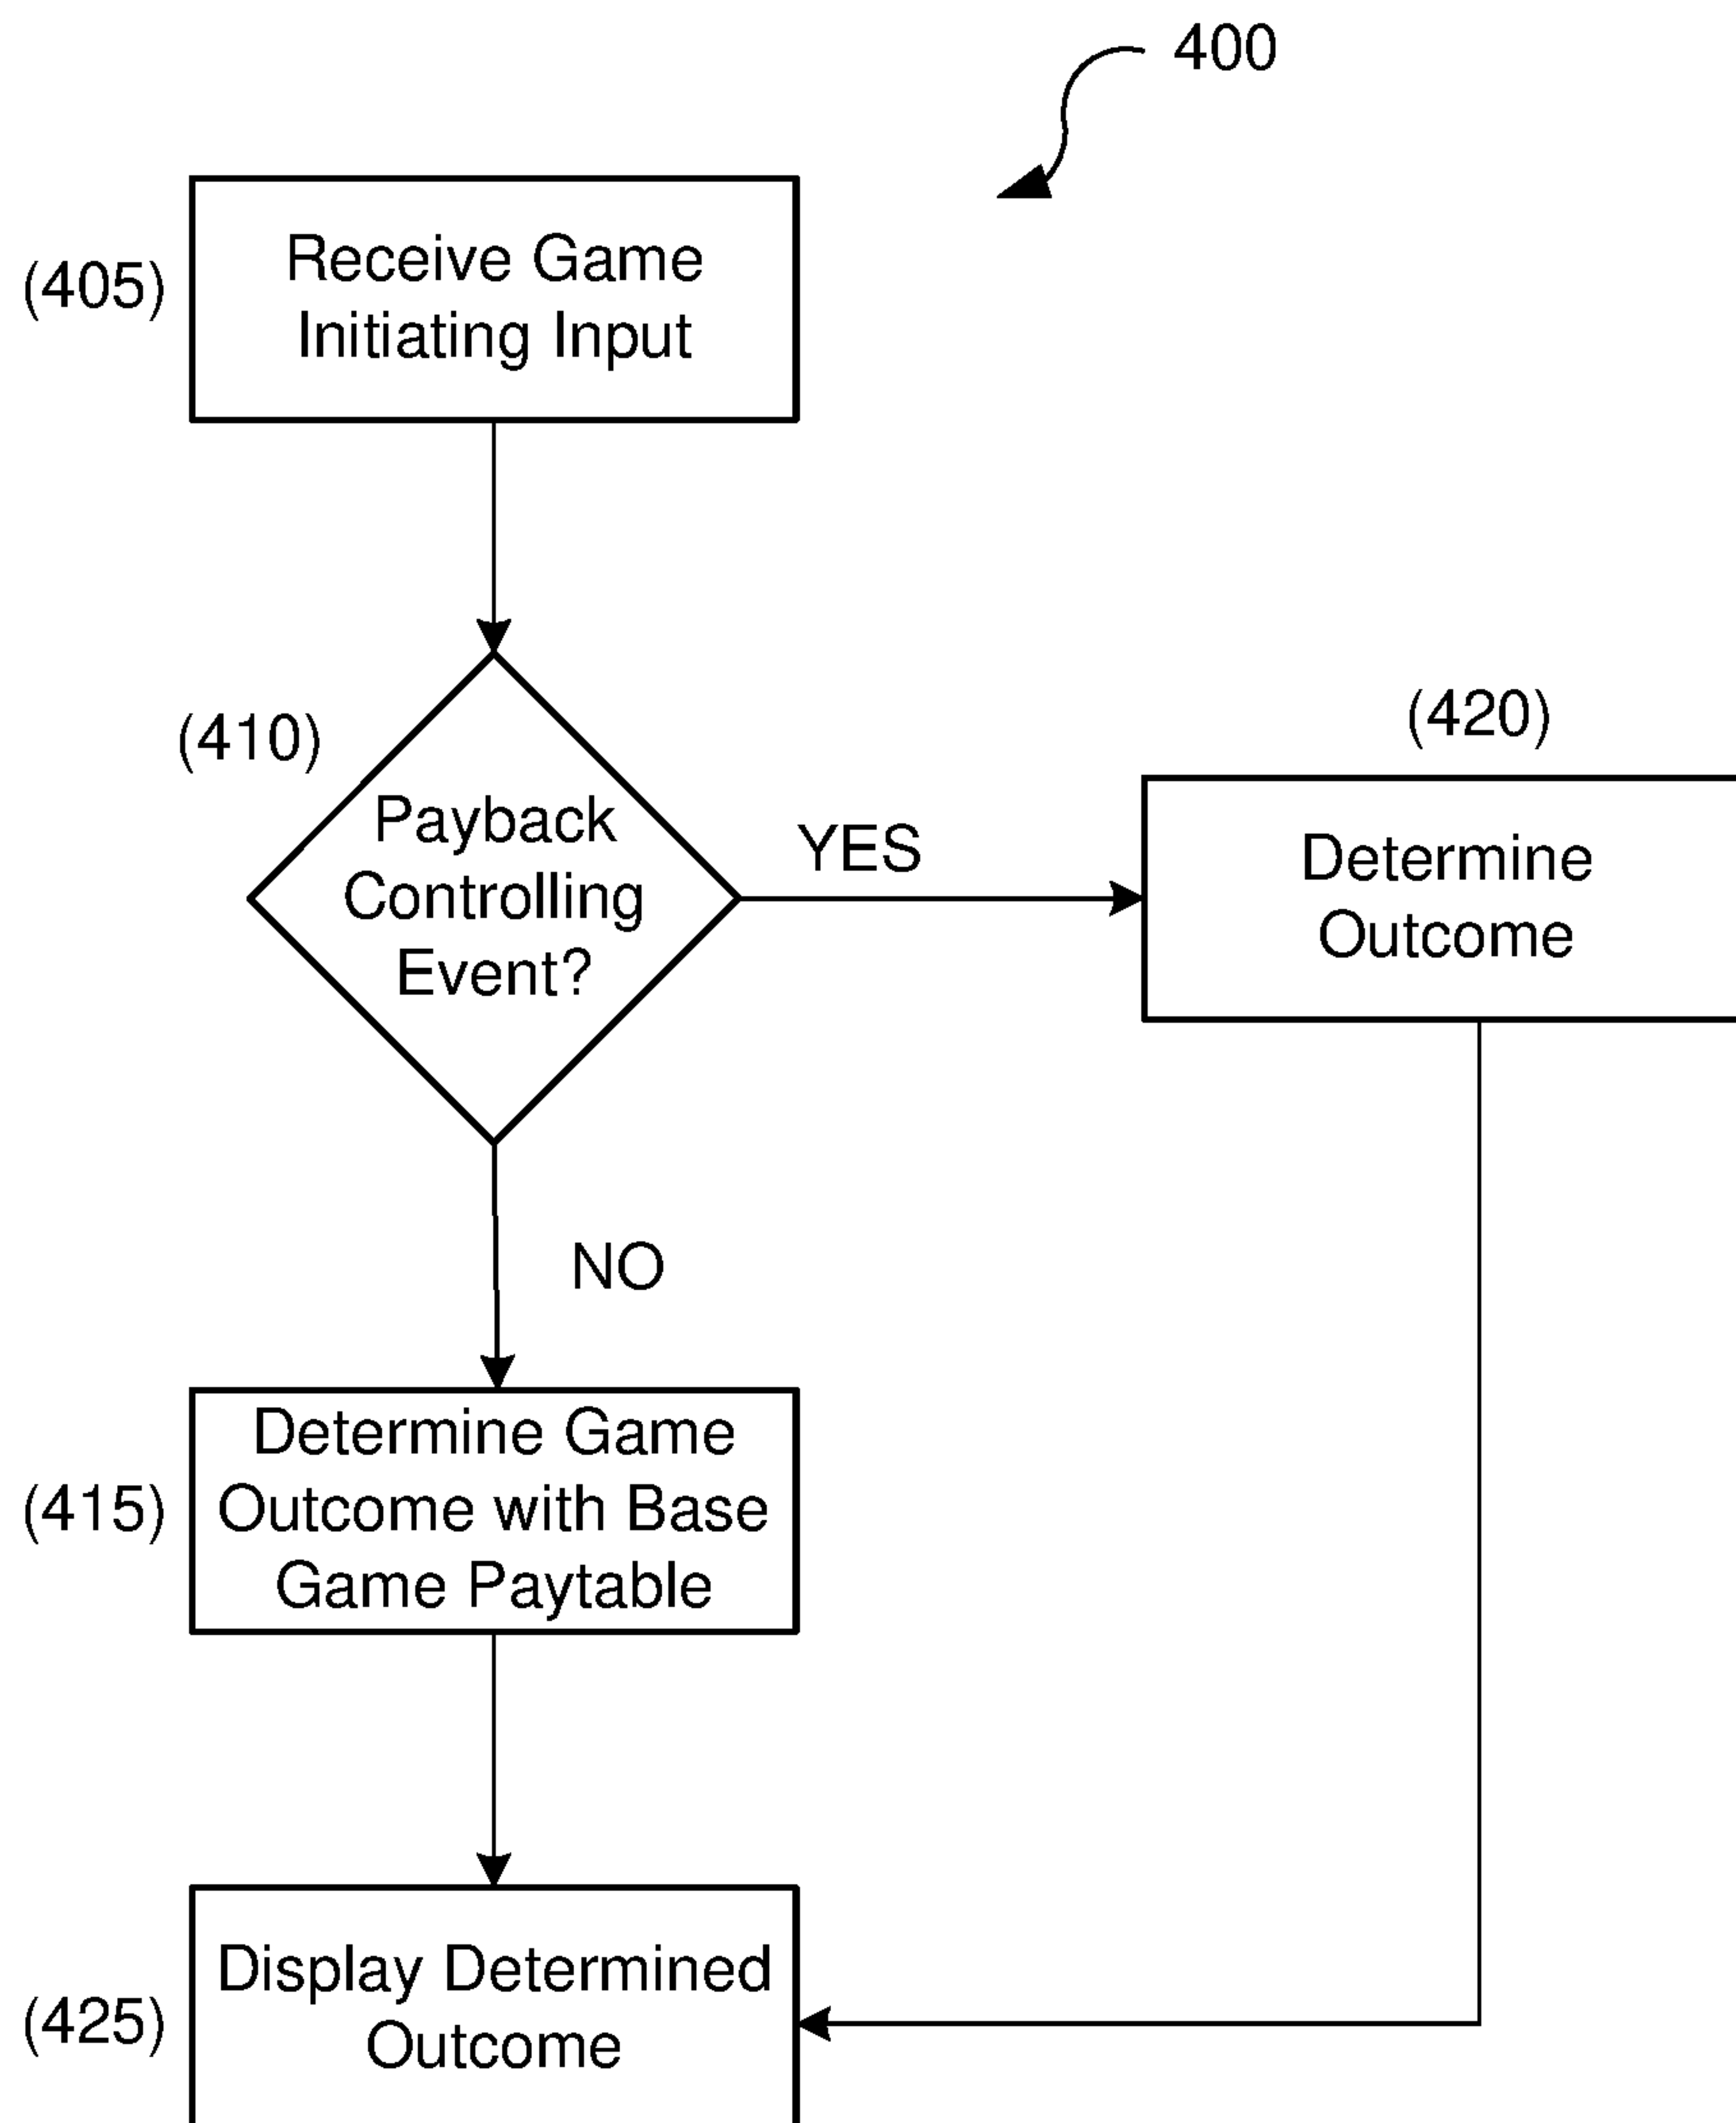 400
(405)
Receive Game
Initiating Input
(410)
Payback
Controlling
Event?
YES
(420)
Determine
Outcome
NO
(415)
Determine Game
Outcome with Base
Game Paytable
(425)
Display Determined
Outcome